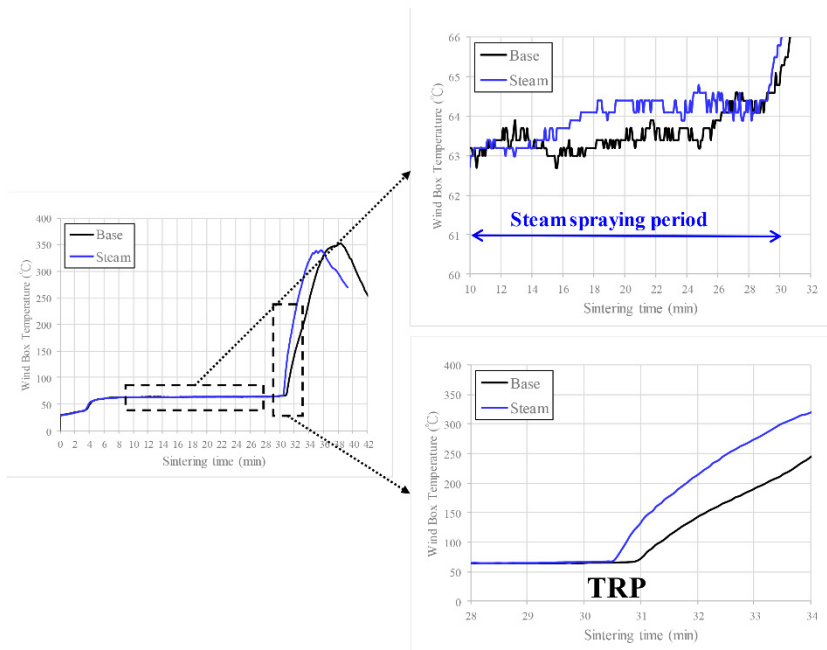 66
65
64
63
62
61
60
Wind Box Temperature (℃)
Base
Steam
Steam spraying period
10 12 14 16 18 20 22 24 26 28 30 32
Sintering time (min)
400
350
300
250
200
150
100
50
0
Wind Box Temperature (℃)
Base
Steam
0 2 4 6 8 10 12 14 16 18 20 22 24 26 28 30 32 34 36 38 40 42
Sintering time (min)
400
350
300
250
200
150
100
50
0
Wind Box Temperature (℃)
Base
Steam
TRP
28 29 30 31 32 33 34
Sintering time (min)